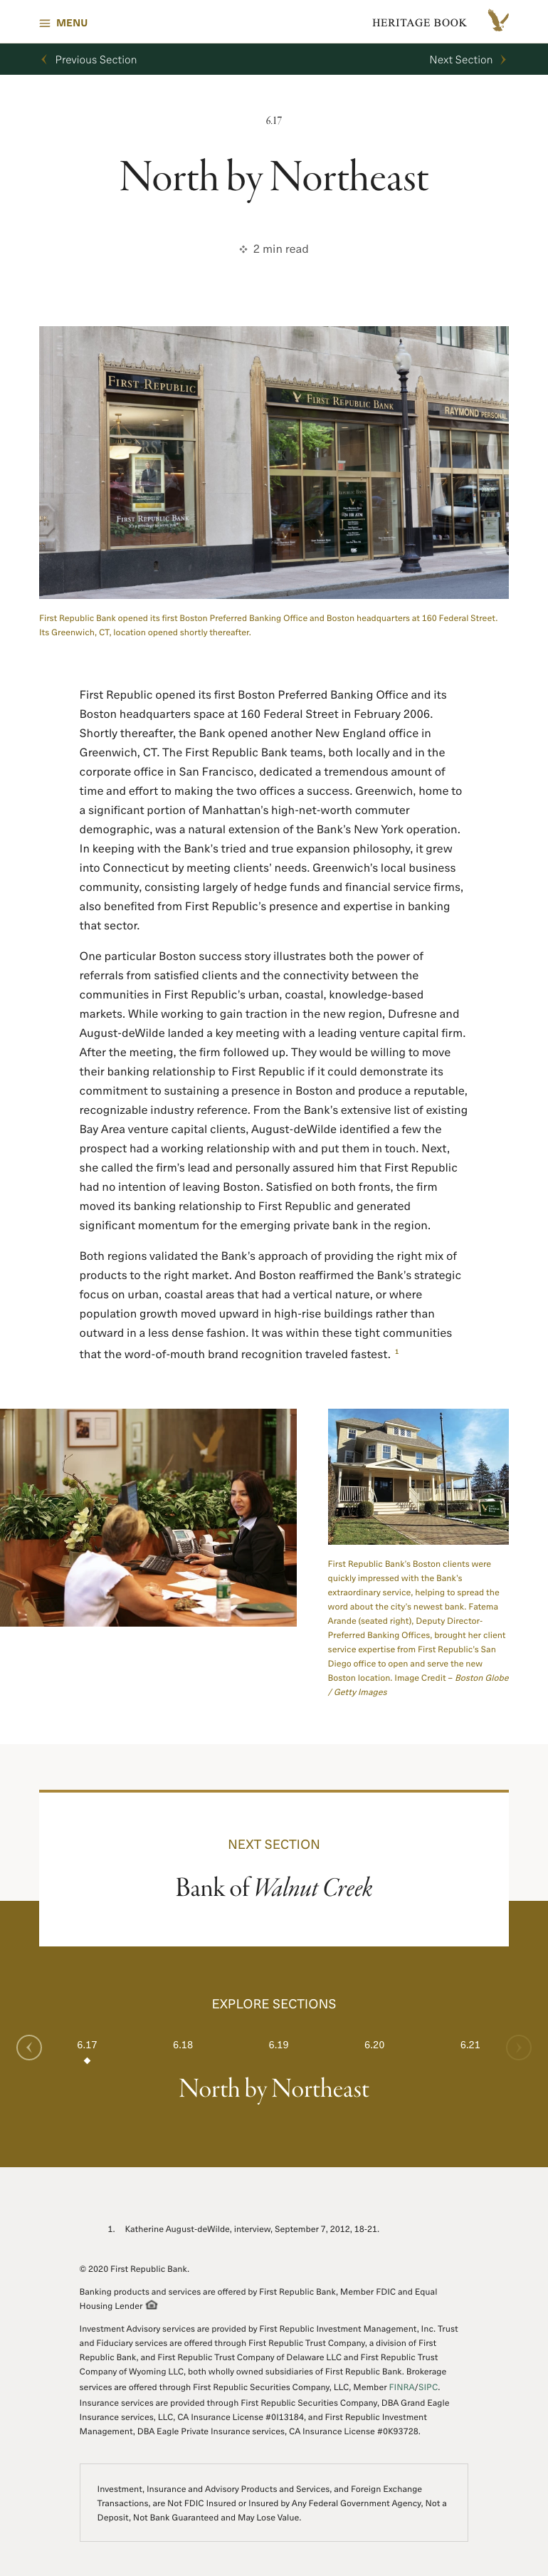 MENU
HERITAGE BOOK
Previous Section
Next Section
6.17
North by Northeast
2 min read
FIRST REPUBLIC
FIRST REPUBLIC BANK
RAYMOND PERSONAL
FIRST REPUBLIC BANK
First Republic Bank opened its first Boston Preferred Banking Office and Boston headquarters at 160 Federal Street.
Its Greenwich, CT, location opened shortly thereafter.
First Republic opened its first Boston Preferred Banking Office and its
Boston headquarters space at 160 Federal Street in February 2006.
Shortly thereafter, the Bank opened another New England office in
Greenwich, CT. The First Republic Bank teams, both locally and in the
corporate office in San Francisco, dedicated a tremendous amount of
time and effort to making the two offices a success. Greenwich, home to
a significant portion of Manhattan's high-net-worth commuter
demographic, was a natural extension of the Bank's New York operation.
In keeping with the Bank's tried and true expansion philosophy, it grew
into Connecticut by meeting clients' needs. Greenwich's local business
community, consisting largely of hedge funds and financial service firms,
also benefited from First Republic's presence and expertise in banking
that sector.
One particular Boston success story illustrates both the power of
referrals from satisfied clients and the connectivity between the
communities in First Republic's urban, coastal, knowledge-based
markets. While working to gain traction in the new region, Dufresne and
August-deWilde landed a key meeting with a leading venture capital firm.
After the meeting, the firm followed up. They would be willing to move
their banking relationship to First Republic if it could demonstrate its
commitment to sustaining a presence in Boston and produce a reputable,
recognizable industry reference. From the Bank's extensive list of existing
Bay Area venture capital clients, August-deWilde identified a few the
prospect had a working relationship with and put them in touch. Next,
she called the firm's lead and personally assured him that First Republic
had no intention of leaving Boston. Satisfied on both fronts, the firm
moved its banking relationship to First Republic and generated
significant momentum for the emerging private bank in the region.
Both regions validated the Bank's approach of providing the right mix of
products to the right market. And Boston reaffirmed the Bank's strategic
focus on urban, coastal areas that had a vertical nature, or where
population growth moved upward in high-rise buildings rather than
outward in a less dense fashion. It was within these tight communities
that the word-of-mouth brand recognition traveled fastest. 1
First Republic Bank's Boston clients were
quickly impressed with the Bank's
extraordinary service, helping to spread the
word about the city's newest bank. Fatema
Arande (seated right), Deputy Director-
Preferred Banking Offices, brought her client
service expertise from First Republic's San
Diego office to open and serve the new
Boston location. Image Credit – Boston Globe
/ Getty Images
NEXT SECTION
Bank of Walnut Creek
EXPLORE SECTIONS
6.17
6.18
6.19
6.20
6.21
North by Northeast
1. Katherine August-deWilde, interview, September 7, 2012, 18-21.
© 2020 First Republic Bank.
Banking products and services are offered by First Republic Bank, Member FDIC and Equal
Housing Lender
Investment Advisory services are provided by First Republic Investment Management, Inc. Trust
and Fiduciary services are offered through First Republic Trust Company, a division of First
Republic Bank, and First Republic Trust Company of Delaware LLC and First Republic Trust
Company of Wyoming LLC, both wholly owned subsidiaries of First Republic Bank. Brokerage
services are offered through First Republic Securities Company, LLC, Member FINRA/SIPC.
Insurance services are provided through First Republic Securities Company, DBA Grand Eagle
Insurance services, LLC, CA Insurance License #0I13184, and First Republic Investment
Management, DBA Eagle Private Insurance services, CA Insurance License #0K93728.
Investment, Insurance and Advisory Products and Services, and Foreign Exchange
Transactions, are Not FDIC Insured or Insured by Any Federal Government Agency, Not a
Deposit, Not Bank Guaranteed and May Lose Value.